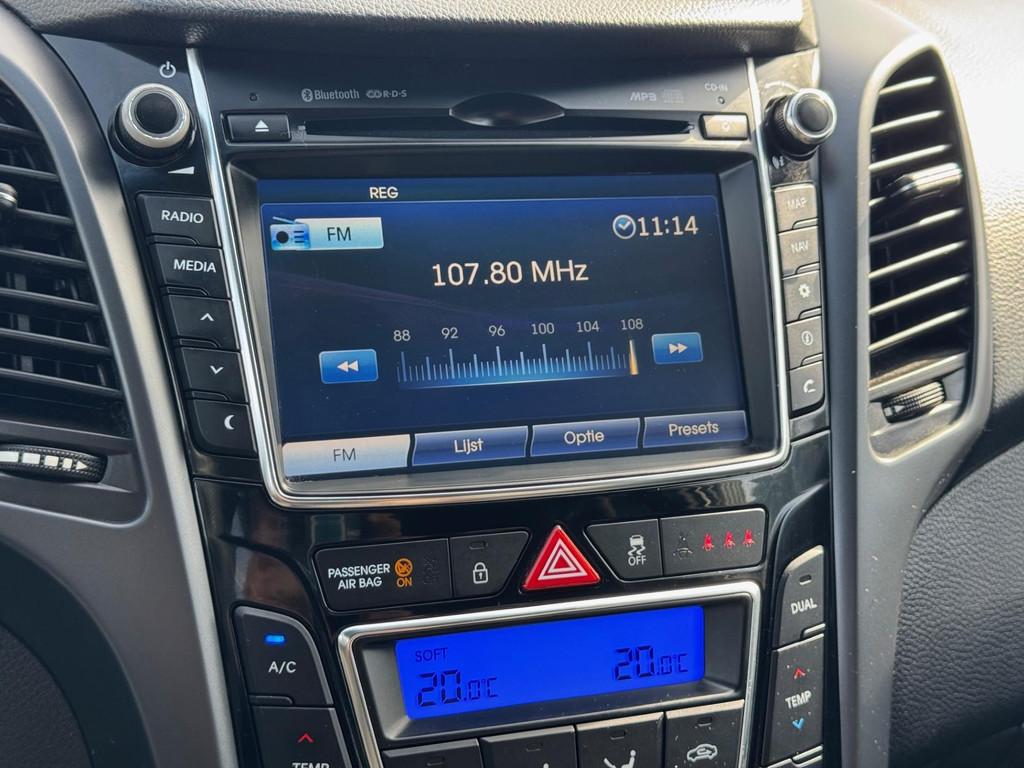 Bluetooth R·D·S MP3 CD-IN
REG
FM 11:14
107.80 MHz
88 92 96 100 104 108
FM Lijst Optie Presets
RADIO
MEDIA
MAP
NAV
PASSENGER
AIR BAG ON
OFF
A/C
TEMP
SOFT
20.0°C 20.0°C
DUAL
TEMP